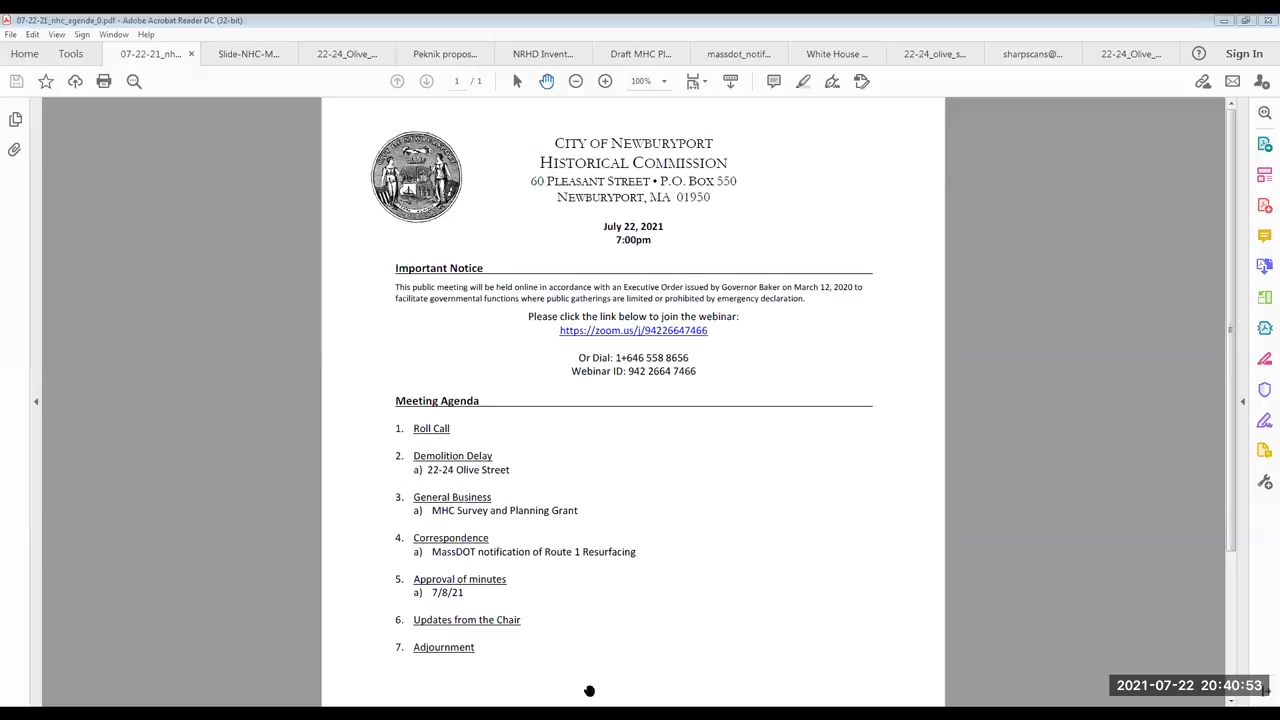 07-22-21_nhc_agenda_0.pdf - Adobe Acrobat Reader DC (32-bit)
File Edit View Sign Window Help
Home Tools 07-22-21_nh... × Slide-NHC-M... 22-24_Olive_... Peknik propos... NRHD Invent... Draft MHC Pl... massdot_notif... White House ... 22-24_olive_s... sharpscans@... 22-24_Olive_... Sign In
1 / 1 100%
CITY OF NEWBURYPORT
HISTORICAL COMMISSION
60 PLEASANT STREET • P.O. BOX 550
NEWBURYPORT, MA 01950
July 22, 2021
7:00pm
Important Notice
This public meeting will be held online in accordance with an Executive Order issued by Governor Baker on March 12, 2020 to
facilitate governmental functions where public gatherings are limited or prohibited by emergency declaration.
Please click the link below to join the webinar:
https://zoom.us/j/94226647466
Or Dial: 1+646 558 8656
Webinar ID: 942 2664 7466
Meeting Agenda
1. Roll Call
2. Demolition Delay
a) 22-24 Olive Street
3. General Business
a) MHC Survey and Planning Grant
4. Correspondence
a) MassDOT notification of Route 1 Resurfacing
5. Approval of minutes
a) 7/8/21
6. Updates from the Chair
7. Adjournment
2021-07-22 20:40:53